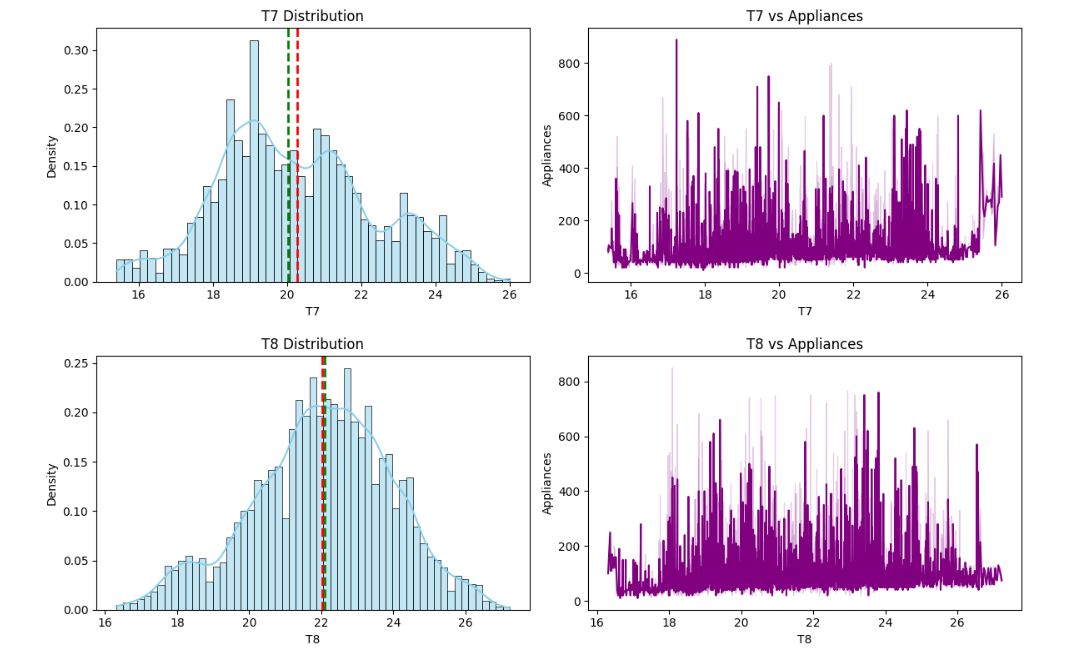 T7 Distribution
Density
0.30
0.25
0.20
0.15
0.10
0.05
0.00
16 18 20 22 24 26
T7
T7 vs Appliances
Appliances
800
600
400
200
0
16 18 20 22 24 26
T7
T8 Distribution
Density
0.25
0.20
0.15
0.10
0.05
0.00
16 18 20 22 24 26
T8
T8 vs Appliances
Appliances
800
600
400
200
0
16 18 20 22 24 26
T8